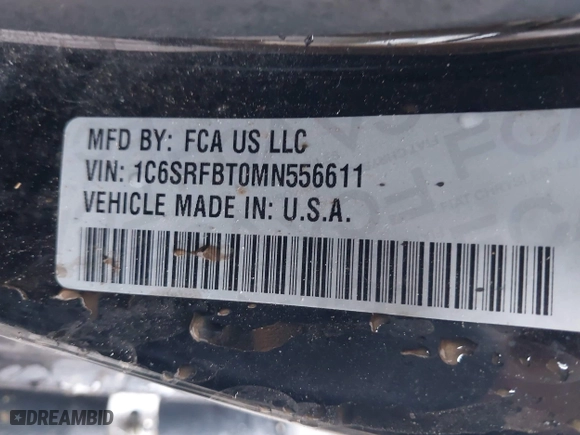 MFD BY: FCA US LLC
VIN: 1C6SRFBT0MN556611
VEHICLE MADE IN: U.S.A.
DREAMBID